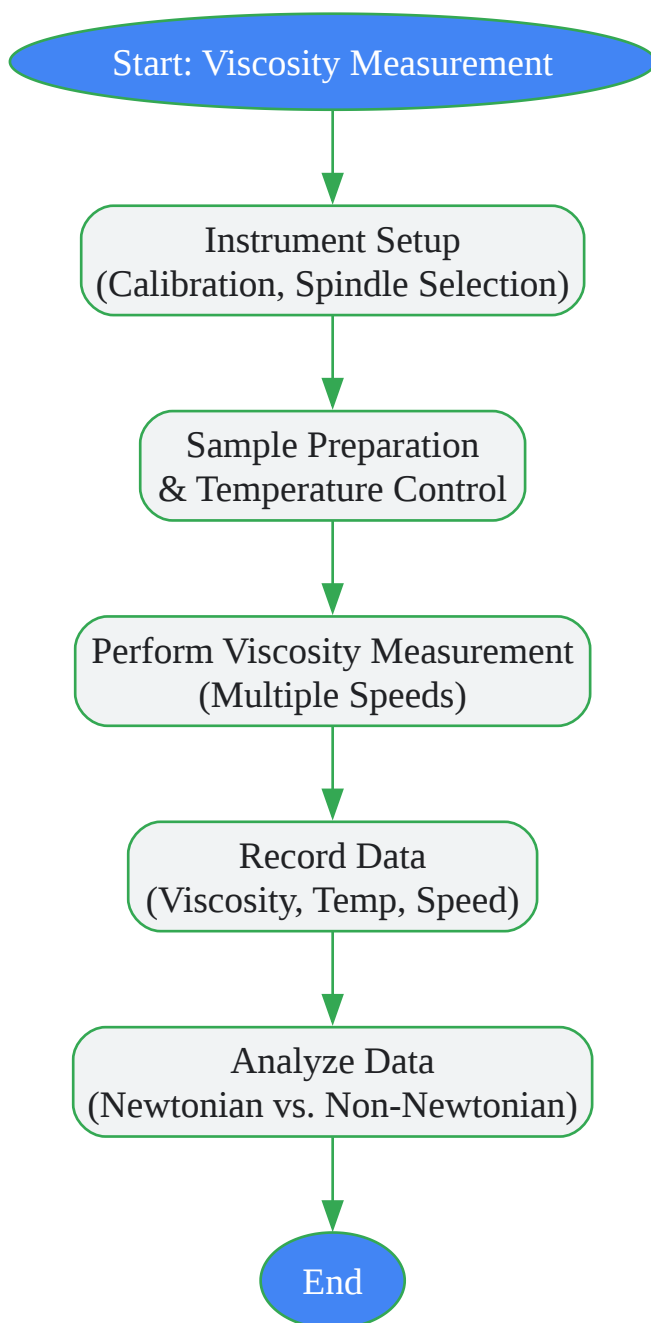 Start: Viscosity Measurement
Instrument Setup
(Calibration, Spindle Selection)
Sample Preparation
& Temperature Control
Perform Viscosity Measurement
(Multiple Speeds)
Record Data
(Viscosity, Temp, Speed)
Analyze Data
(Newtonian vs. Non-Newtonian)
End